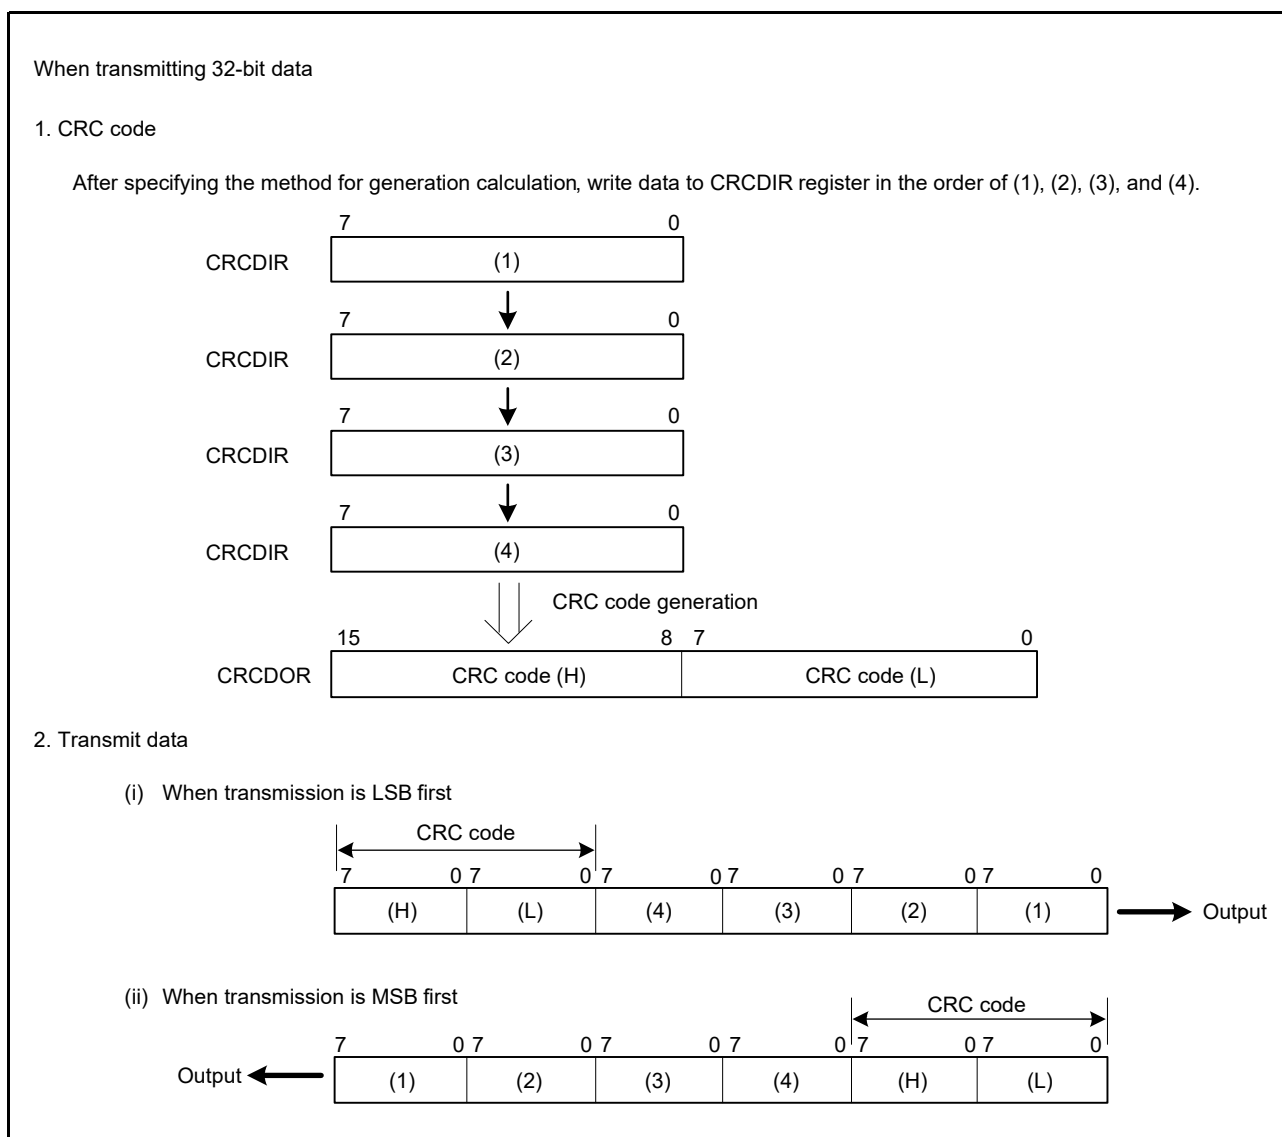 When transmitting 32-bit data
1. CRC code
After specifying the method for generation calculation, write data to CRCDIR register in the order of (1), (2), (3), and (4).
7 0
CRCDIR (1)
7 0
CRCDIR (2)
7 0
CRCDIR (3)
7 0
CRCDIR (4)
CRC code generation
15 8 7 0
CRCDOR CRC code (H) CRC code (L)
2. Transmit data
(i) When transmission is LSB first
CRC code
7 0 7 0 7 0 7 0 7 0 7 0
(H) (L) (4) (3) (2) (1) Output
(ii) When transmission is MSB first
CRC code
7 0 7 0 7 0 7 0 7 0 7 0
Output (1) (2) (3) (4) (H) (L)